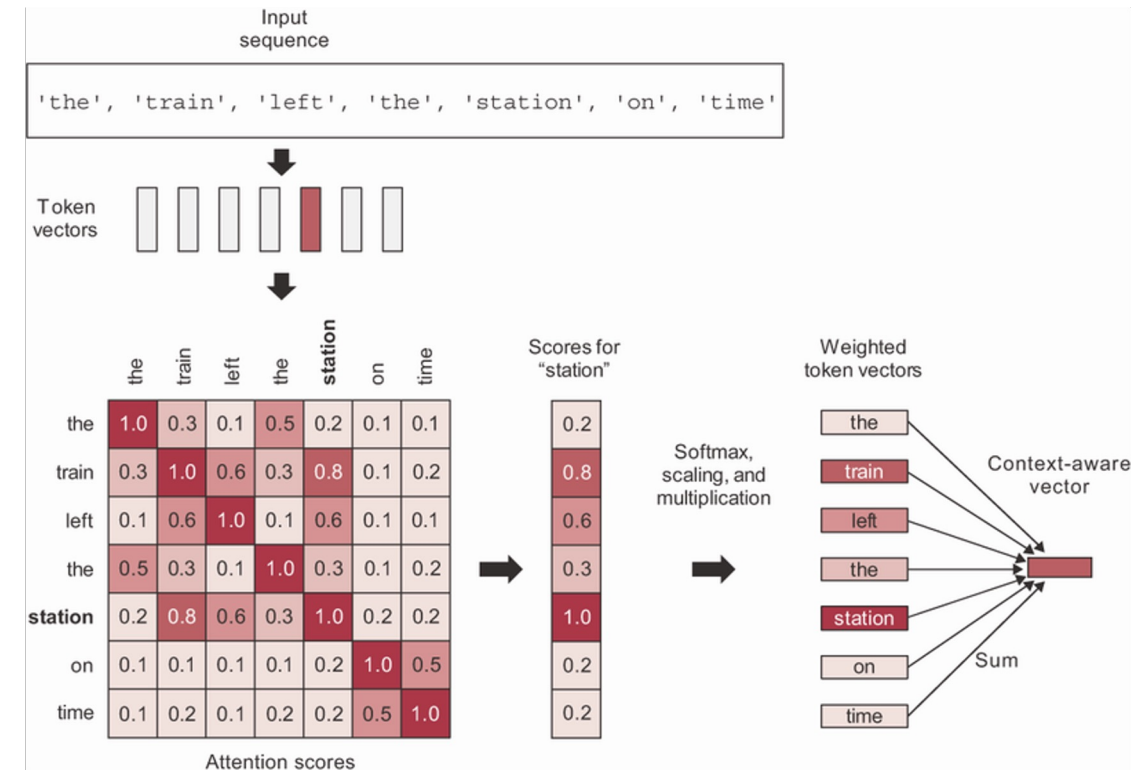 Input
sequence
'the', 'train', 'left', 'the', 'station', 'on', 'time'
Token
vectors
the train left the station on time
the 1.0 0.3 0.1 0.5 0.2 0.1 0.1
train 0.3 1.0 0.6 0.3 0.8 0.1 0.2
left 0.1 0.6 1.0 0.1 0.6 0.1 0.1
the 0.5 0.3 0.1 1.0 0.3 0.1 0.2
station 0.2 0.8 0.6 0.3 1.0 0.2 0.2
on 0.1 0.1 0.1 0.1 0.2 1.0 0.5
time 0.1 0.2 0.1 0.2 0.2 0.5 1.0
Attention scores
Scores for
“station”
0.2
0.8
0.6
0.3
1.0
0.2
0.2
Softmax,
scaling, and
multiplication
Weighted
token vectors
the
train
left
the
station
on
time
Sum
Context-aware
vector